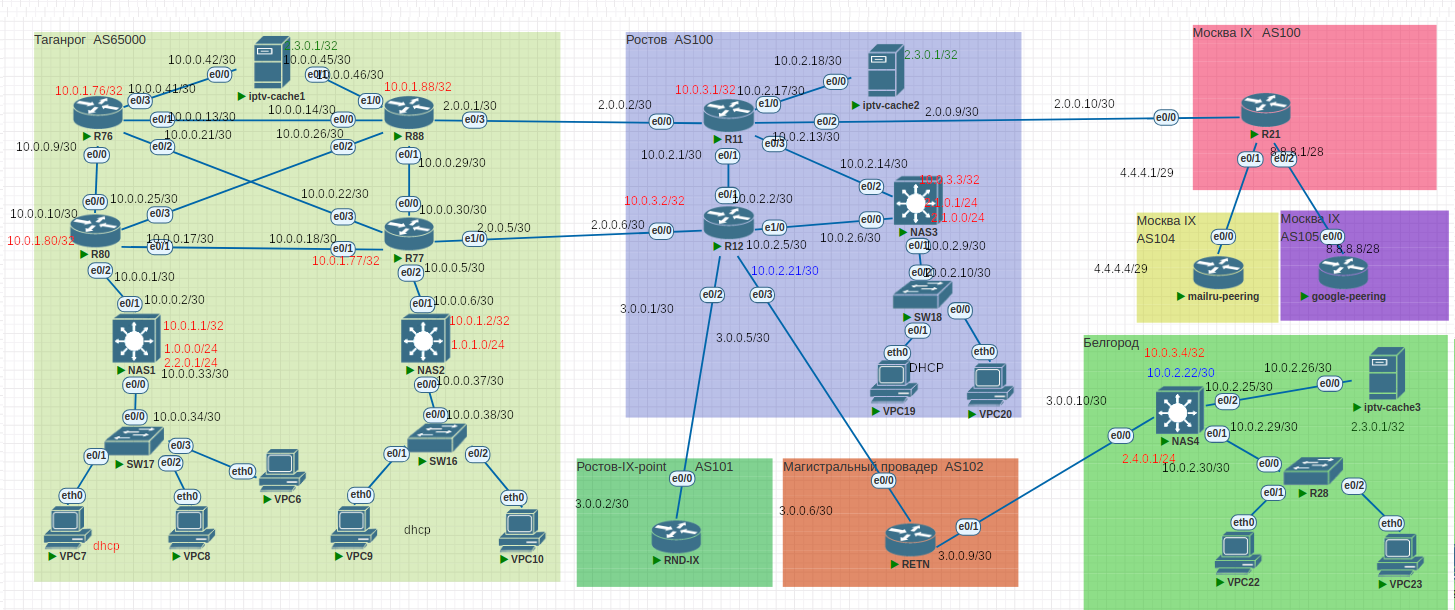 Таганрог AS65000
10.0.0.42/30
2.3.0.1/32
10.0.0.45/30
10.0.0.46/30
e0/0
iptv-cache1
10.0.1.76/32
10.0.0.41/30
e0/3
10.0.1.88/32
e1/0
R76
e0/1
10.0.0.13/30
10.0.0.14/30
e0/0
R88
2.0.0.1/30
e0/3
10.0.0.21/30
e0/2
10.0.0.26/30
e0/2
10.0.0.9/30
e0/0
e0/1
10.0.0.29/30
10.0.0.25/30
e0/0
e0/3
10.0.0.22/30
e0/3
e0/0
10.0.0.30/30
10.0.0.10/30
10.0.1.80/32
R80
e0/1
10.0.0.17/30
10.0.0.18/30
e0/1
10.0.1.77/32
R77
2.0.0.5/30
e1/0
e0/2
10.0.0.1/30
e0/2
10.0.0.5/30
e0/1
10.0.0.2/30
e0/1
10.0.0.6/30
10.0.1.1/32
1.0.0.0/24
2.2.0.1/24
NAS1
10.0.1.2/32
1.0.1.0/24
NAS2
e0/0
10.0.0.33/30
e0/0
10.0.0.37/30
e0/0
10.0.0.34/30
e0/0
10.0.0.38/30
SW17
e0/1
e0/2
e0/3
SW16
e0/1
e0/2
eth0
VPC6
eth0
VPC7
dhcp
eth0
VPC8
eth0
VPC9
dhcp
eth0
VPC10
Ростов AS100
10.0.2.18/30
2.3.0.1/32
e0/0
iptv-cache2
10.0.3.1/32
10.0.2.17/30
e1/0
2.0.0.2/30
e0/0
R11
e0/2
2.0.0.9/30
e0/3
10.0.2.13/30
10.0.2.1/30
e0/1
10.0.2.14/30
e0/2
10.0.3.3/32
1.0.0/24
NAS3
10.0.3.2/32
e0/1
10.0.2.2/30
2.0.0.6/30
e0/0
R12
e1/0
10.0.2.5/30
10.0.2.6/30
e0/0
e0/1
10.0.2.9/30
e0/0
10.0.2.10/30
10.0.2.21/30
e0/2
e0/3
3.0.0.1/30
3.0.0.5/30
SW18
e0/1
e0/0
eth0
DHCP
VPC19
eth0
VPC20
Москва IX AS100
2.0.0.10/30
e0/0
R21
8.8.8.1/28
e0/1
e0/2
4.4.4.1/29
Москва IX
AS104
e0/0
4.4.4.4/29
mailru-peering
Москва IX
AS105
e0/0
8.8.8.8/28
google-peering
Ростов-IX-point AS101
e0/0
3.0.0.2/30
RND-IX
Магистральный провадер AS102
e0/0
3.0.0.6/30
e0/1
3.0.0.9/30
RETN
Белгород
10.0.3.4/32
10.0.2.22/30
10.0.2.25/30
10.0.2.26/30
e0/0
e0/2
iptv-cache3
2.3.0.1/32
3.0.0.10/30
e0/0
NAS4
e0/1
10.0.2.29/30
2.4.0.1/24
10.0.2.30/30
e0/0
R28
e0/1
e0/2
eth0
VPC22
eth0
VPC23